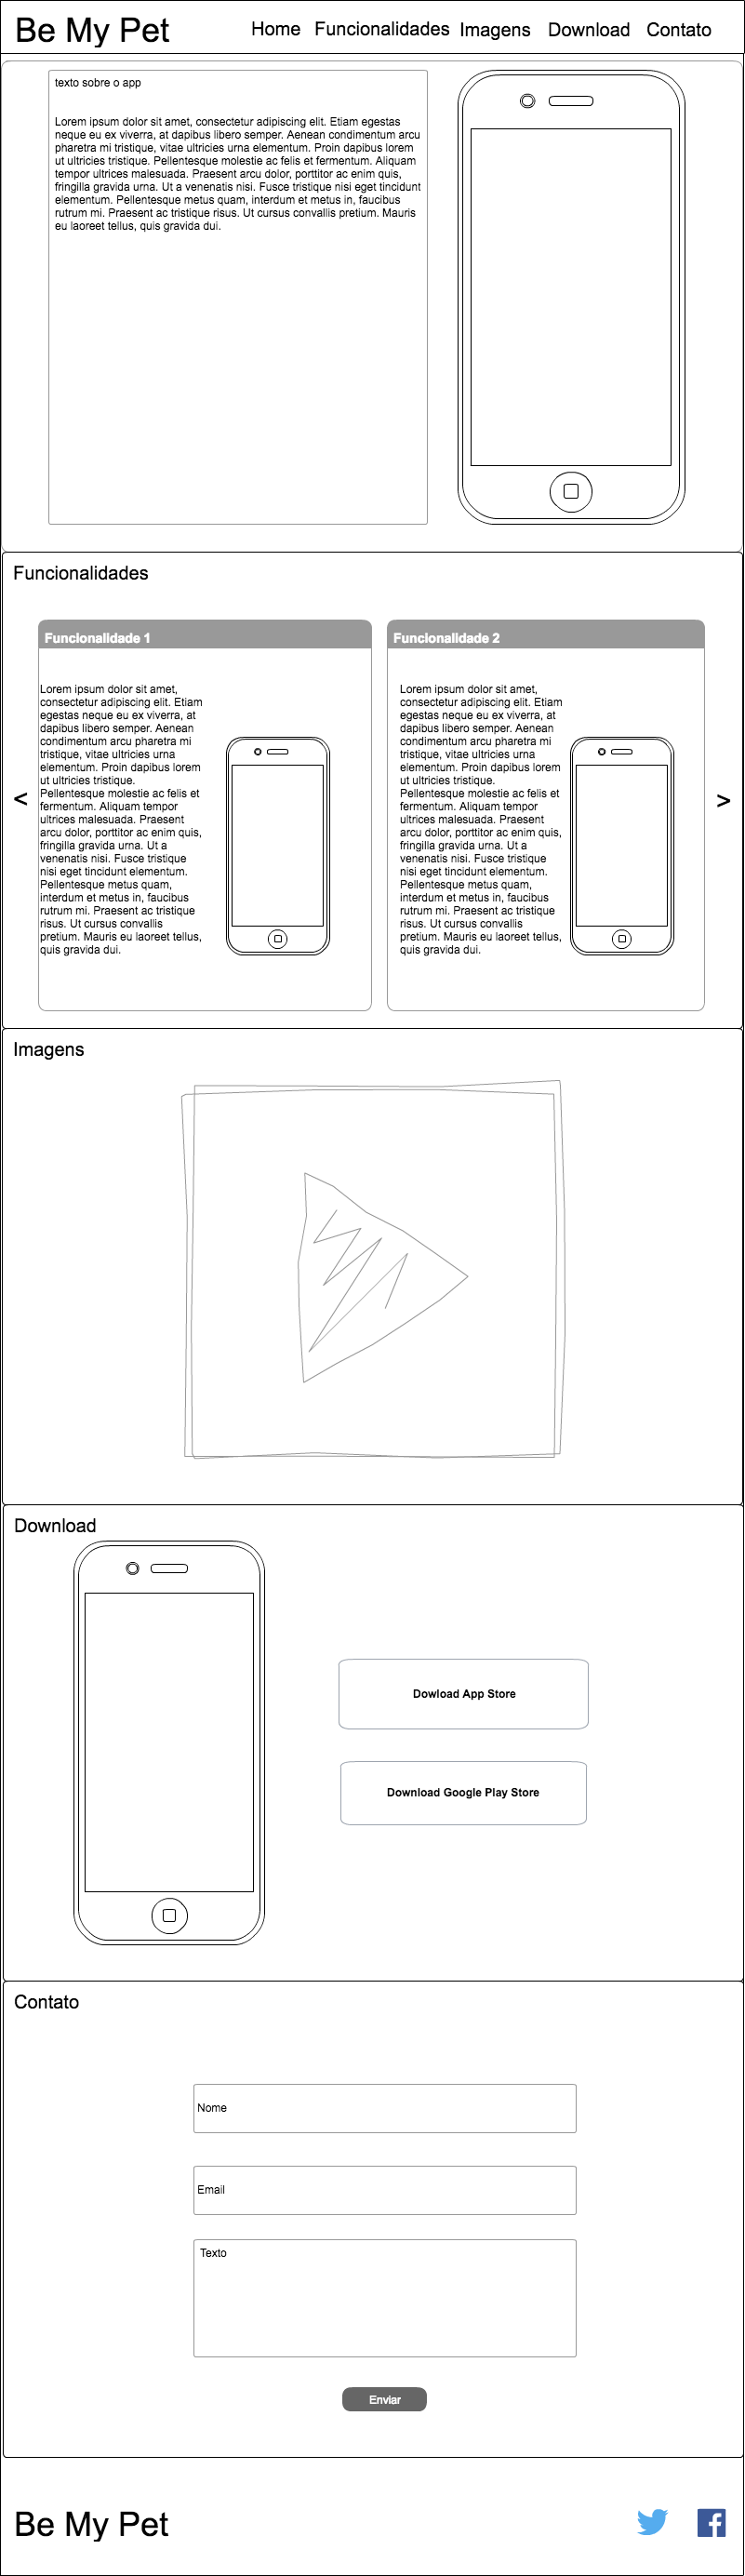 Be My Pet
Home Funcionalidades Imagens Download Contato
texto sobre o app
Lorem ipsum dolor sit amet, consectetur adipiscing elit. Etiam egestas
neque eu ex viverra, at dapibus libero semper. Aenean condimentum arcu
pharetra mi tristique, vitae ultricies urna elementum. Proin dapibus lorem
ut ultricies tristique. Pellentesque molestie ac felis et fermentum. Aliquam
tempor ultrices malesuada. Praesent arcu dolor, porttitor ac enim quis,
fringilla gravida urna. Ut a venenatis nisi. Fusce tristique nisi eget tincidunt
elementum. Pellentesque metus quam, interdum et metus in, faucibus
rutrum mi. Praesent ac tristique risus. Ut cursus convallis pretium. Mauris
eu laoreet tellus, quis gravida dui.
Funcionalidades
Funcionalidade 1
Lorem ipsum dolor sit amet,
consectetur adipiscing elit. Etiam
egestas neque eu ex viverra, at
dapibus libero semper. Aenean
condimentum arcu pharetra mi
tristique, vitae ultricies urna
elementum. Proin dapibus lorem
ut ultricies tristique.
Pellentesque molestie ac felis et
fermentum. Aliquam tempor
ultrices malesuada. Praesent
arcu dolor, porttitor ac enim quis,
fringilla gravida urna. Ut a
venenatis nisi. Fusce tristique
nisi eget tincidunt elementum.
Pellentesque metus quam,
interdum et metus in, faucibus
rutrum mi. Praesent ac tristique
risus. Ut cursus convallis
pretium. Mauris eu laoreet tellus,
quis gravida dui.
Funcionalidade 2
Lorem ipsum dolor sit amet,
consectetur adipiscing elit. Etiam
egestas neque eu ex viverra, at
dapibus libero semper. Aenean
condimentum arcu pharetra mi
tristique, vitae ultricies urna
elementum. Proin dapibus lorem
ut ultricies tristique.
Pellentesque molestie ac felis et
fermentum. Aliquam tempor
ultrices malesuada. Praesent
arcu dolor, porttitor ac enim quis,
fringilla gravida urna. Ut a
venenatis nisi. Fusce tristique
nisi eget tincidunt elementum.
Pellentesque metus quam,
interdum et metus in, faucibus
rutrum mi. Praesent ac tristique
risus. Ut cursus convallis
pretium. Mauris eu laoreet tellus,
quis gravida dui.
< >
Imagens
Download
Dowload App Store
Download Google Play Store
Contato
Nome
Email
Texto
Enviar
Be My Pet